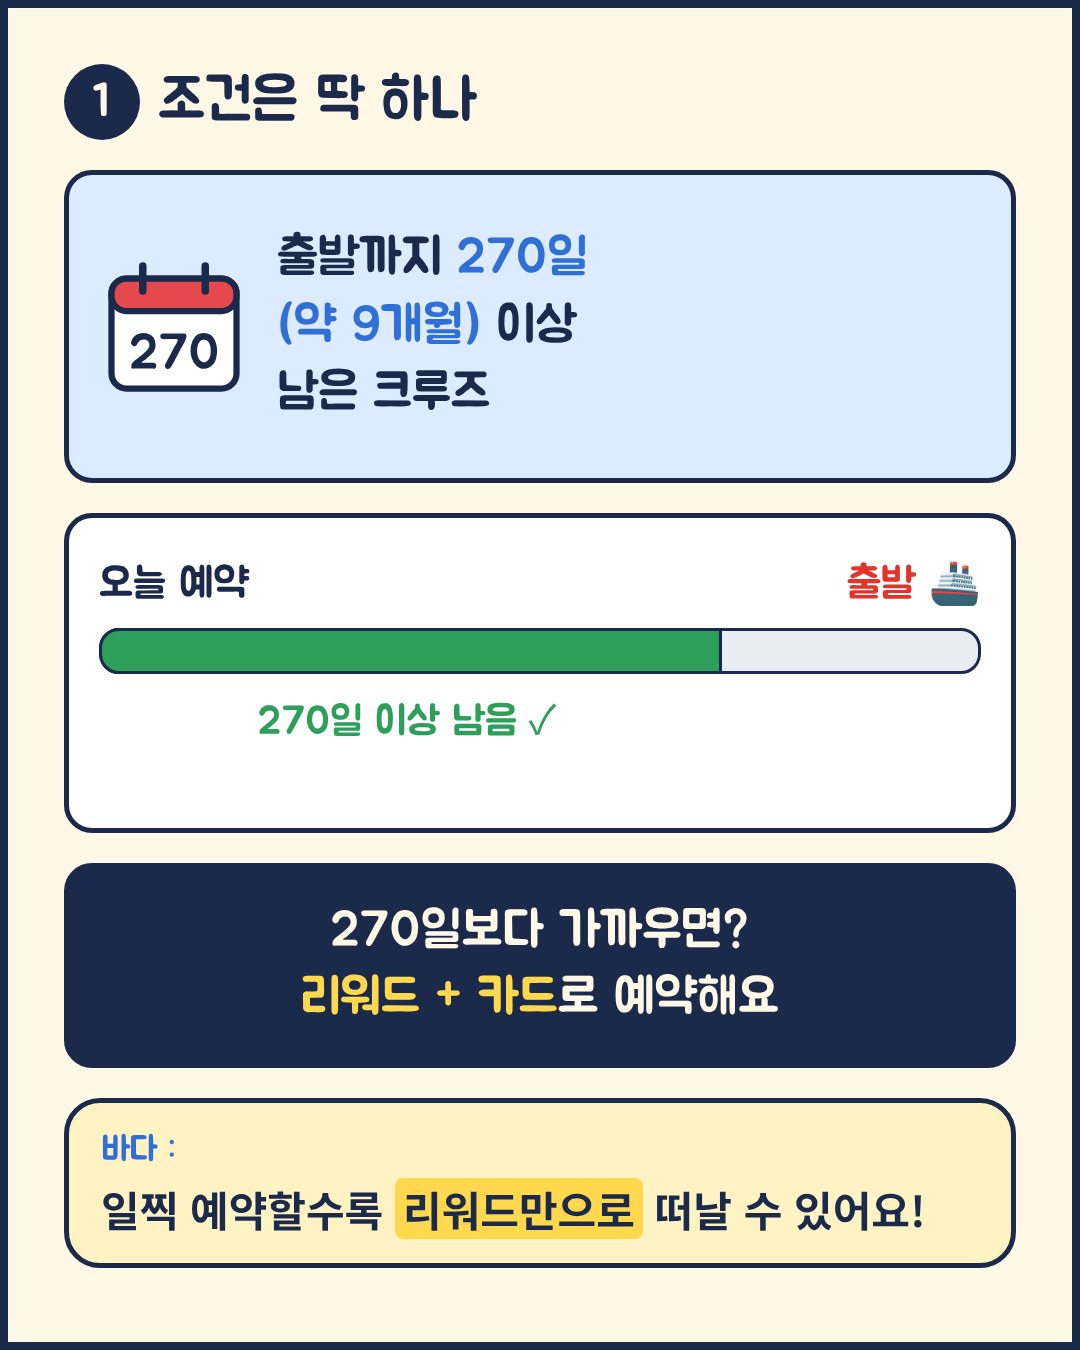 1 조건은 딱 하나
270
출발까지 270일
(약 9개월) 이상
남은 크루즈
오늘 예약 출발
270일 이상 남음 ✓
270일보다 가까우면?
리워드 + 카드로 예약해요
바다 :
일찍 예약할수록 리워드만으로 떠날 수 있어요!